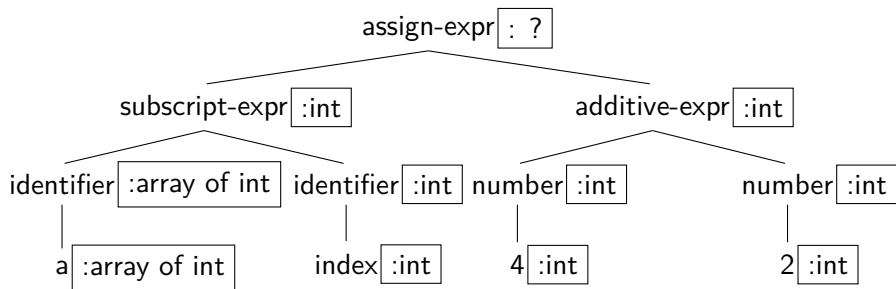 assign-expr : ?
subscript-expr :int additive-expr :int
identifier :array of int identifier :int number :int number :int
a :array of int index :int 4 :int 2 :int